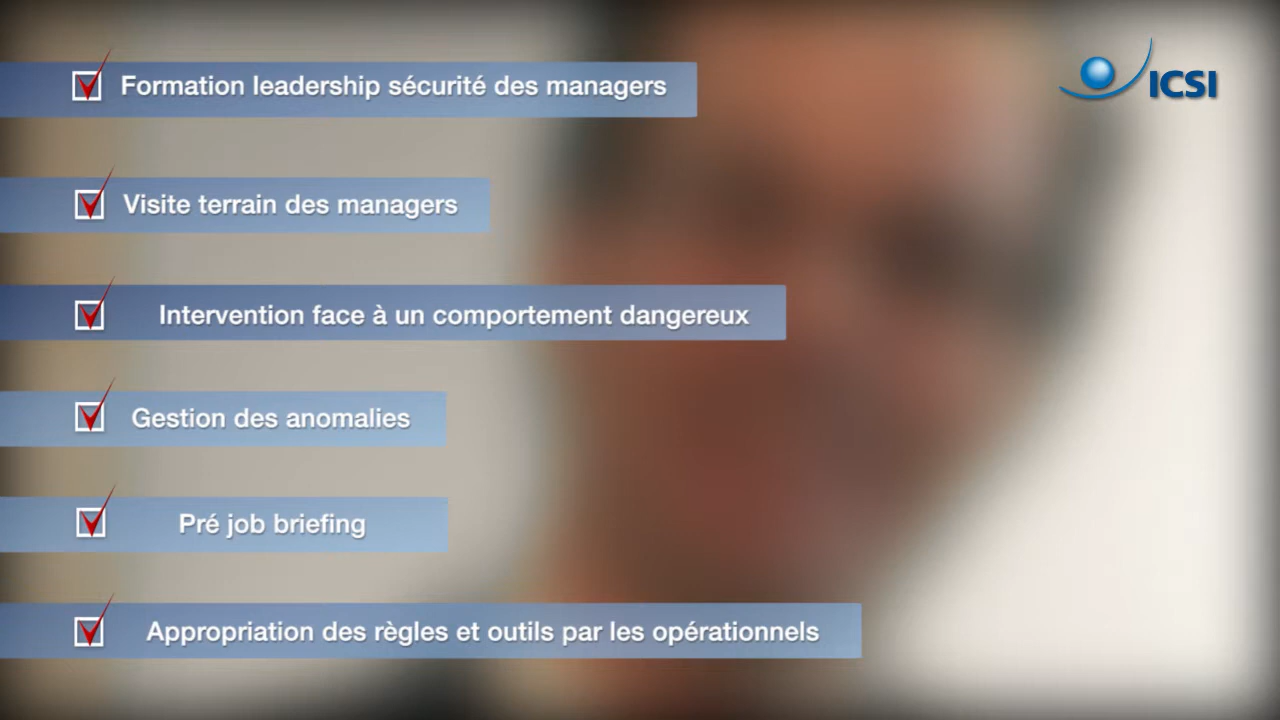 Formation leadership sécurité des managers
ICSI
Visite terrain des managers
Intervention face à un comportement dangereux
Gestion des anomalies
Pré job briefing
Appropriation des règles et outils par les opérationnels